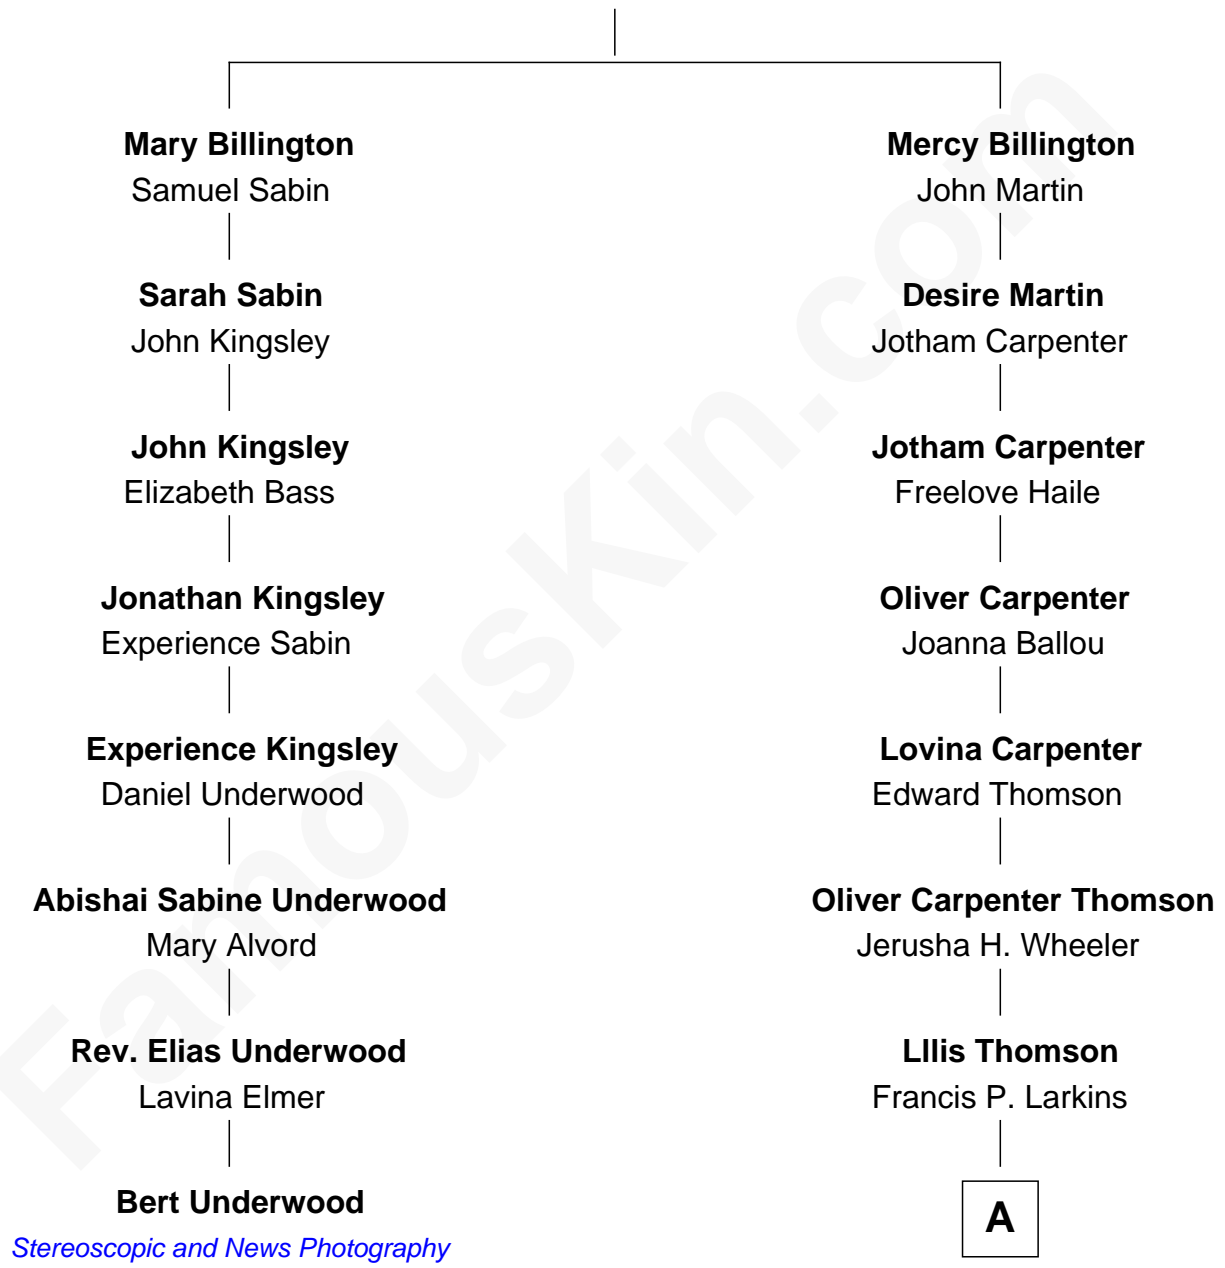 Mary Billington
Samuel Sabin
Sarah Sabin
John Kingsley
John Kingsley
Elizabeth Bass
Jonathan Kingsley
Experience Sabin
Experience Kingsley
Daniel Underwood
Abishai Sabine Underwood
Mary Alvord
Rev. Elias Underwood
Lavina Elmer
Bert Underwood
Stereoscopic and News Photography
Mercy Billington
John Martin
Desire Martin
Jotham Carpenter
Jotham Carpenter
Freelove Haile
Oliver Carpenter
Joanna Ballou
Lovina Carpenter
Edward Thomson
Oliver Carpenter Thomson
Jerusha H. Wheeler
LIlis Thomson
Francis P. Larkins
A
FamousKin.com